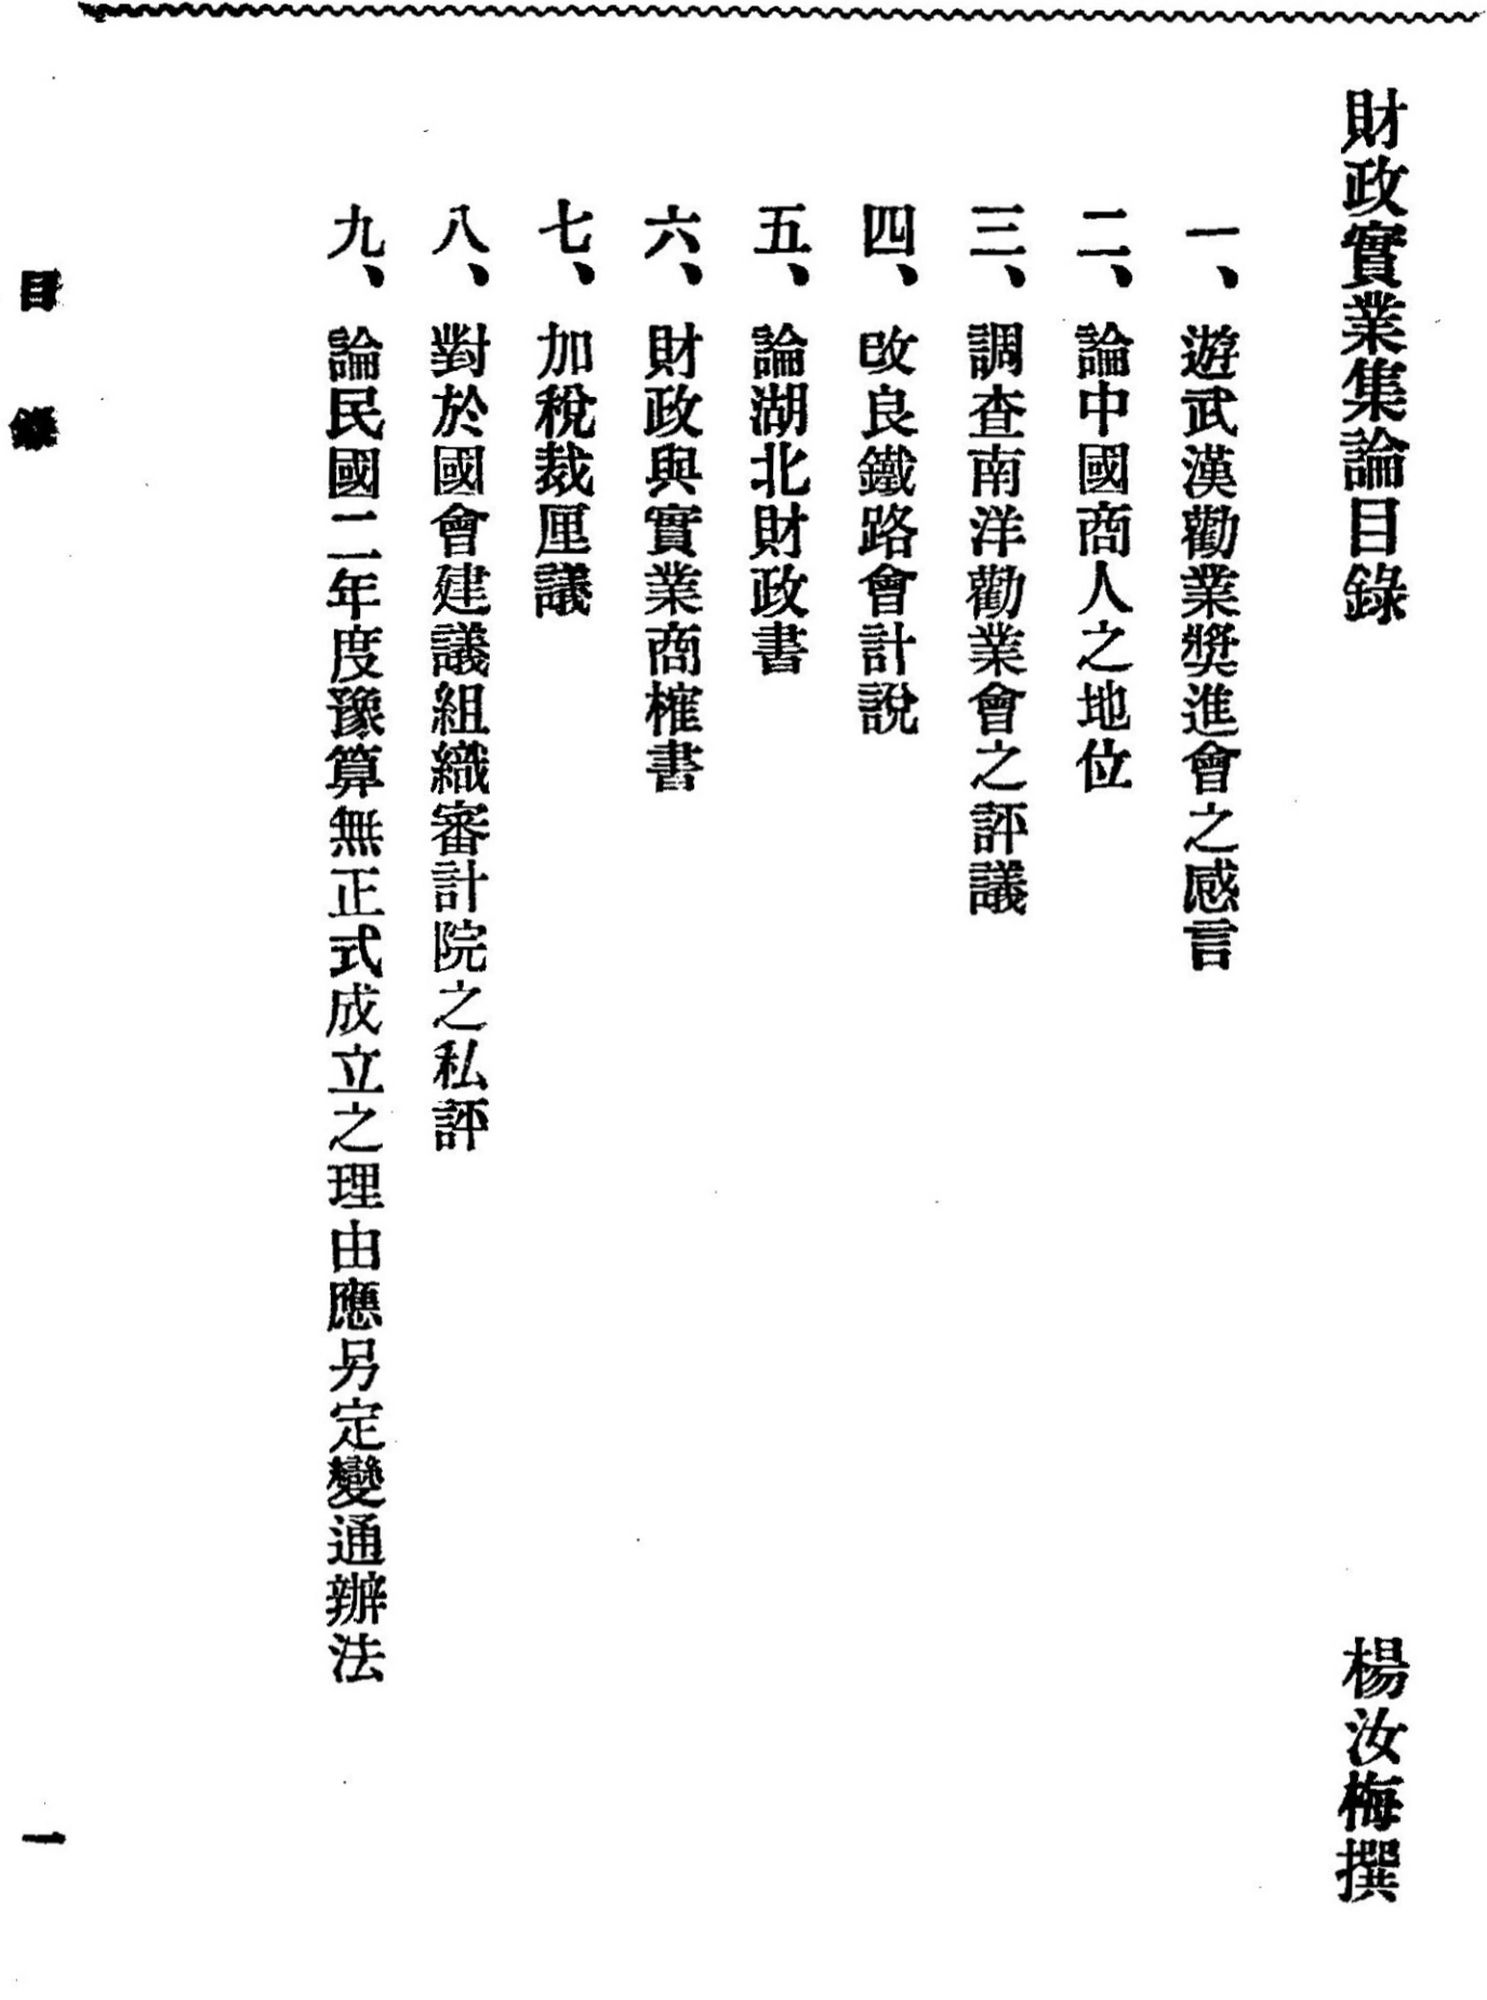 財政實業集論目錄
楊汝梅撰
一、遊武漢勸業獎進會之感言
二、論中國商人之地位
三、調查南洋勸業會之評議
四、改良鐵路會計說
五、論湖北財政書
六、財政與實業商榷書
七、加稅裁厘議
八、對於國會建議組織審計院之私評
九、論民國二年度豫算無正式成立之理由應另定變通辦法
目錄
一